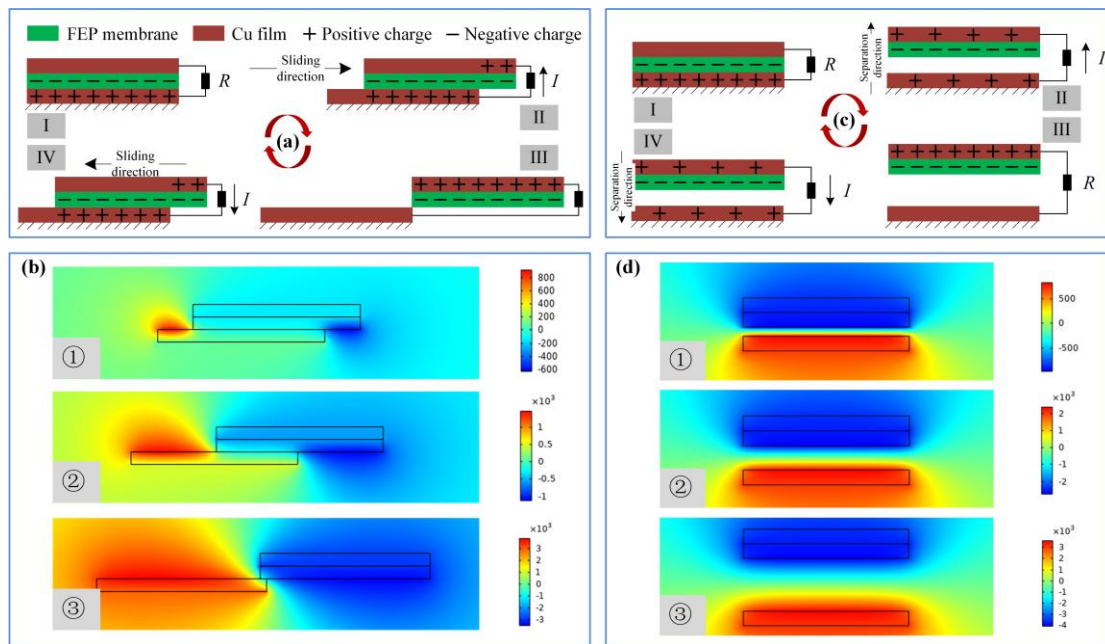 FEP membrane Cu film + Positive charge − Negative charge
Sliding direction
R
I
I
II
(a)
IV
III
Sliding direction
I
(b)
①
800
600
400
200
0
-200
-400
-600
②
×10³
1
0.5
0
-0.5
-1
③
×10³
3
2
1
0
-1
-2
-3
R
Separation direction
I
I
II
(c)
IV
III
Separation direction
I
R
(d)
①
500
0
-500
②
×10³
2
1
0
-1
-2
③
×10³
3
2
1
0
-1
-2
-3
-4